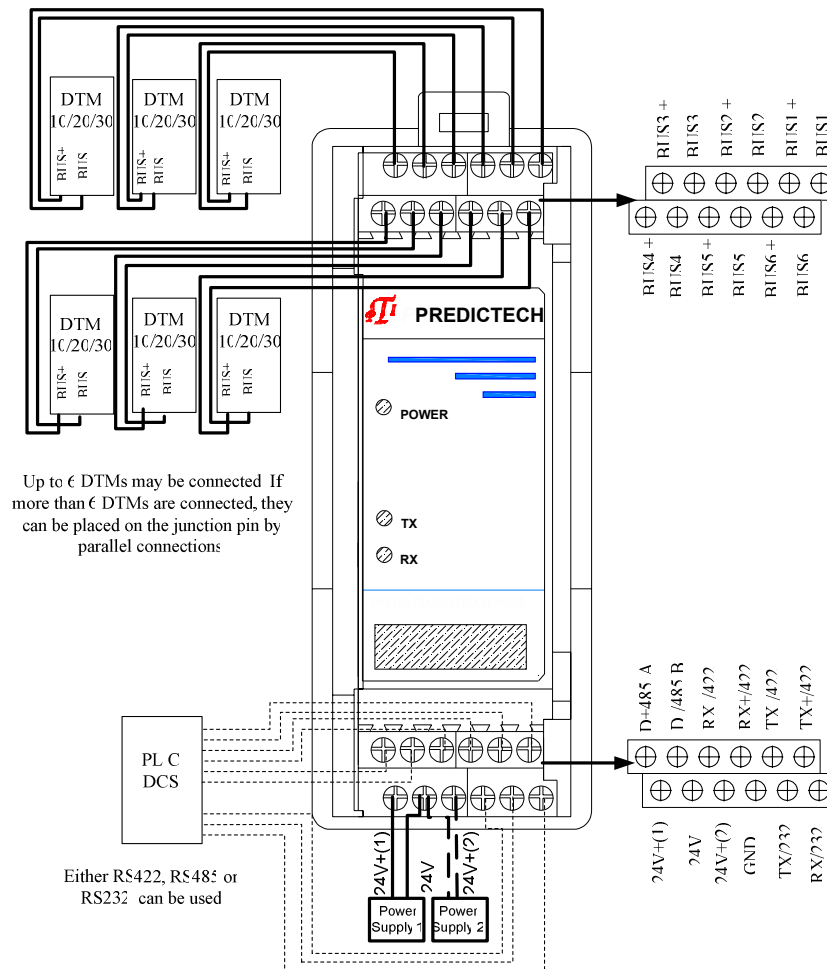 DTM
10/20/30
BUS+
BUS
DTM
10/20/30
BUS+
BUS
DTM
10/20/30
BUS+
BUS
BUS3 +
BUS3
BUS2 +
BUS2
BUS1 +
BUS1
BUS4 +
BUS4
BUS5 +
BUS5
BUS6 +
BUS6
DTM
10/20/30
BUS+
BUS
DTM
10/20/30
BUS+
BUS
DTM
10/20/30
BUS+
BUS
PREDICTECH
POWER
TX
RX
Up to 6 DTMs may be connected If
more than 6 DTMs are connected, they
can be placed on the junction pin by
parallel connections
D+485 A
D /485 B
RX /422
RX+/422
TX /422
TX+/422
24V+(1)
24V
24V+(2)
GND
TX/232
RX/232
PL C
DCS
Either RS422, RS485 or
RS232 can be used
24V+(1)
24V
24V+(2)
Power
Supply 1
Power
Supply 2